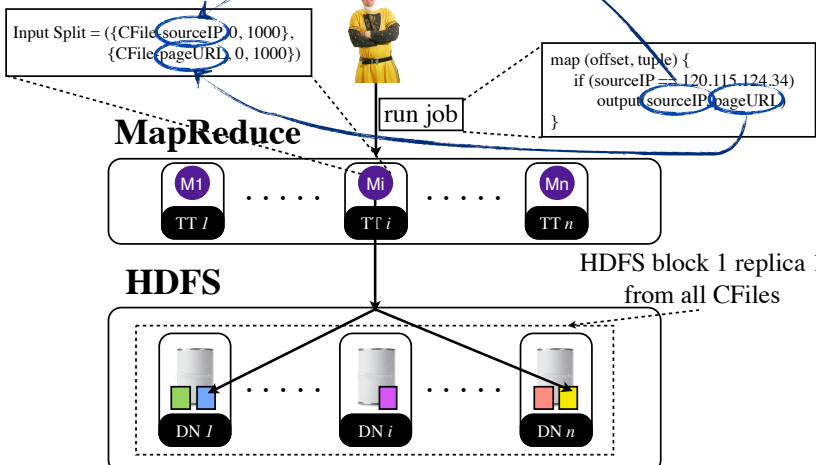 Input Split = ({CFile-sourceIP, 0, 1000},
{CFile-pageURL, 0, 1000})
map (offset, tuple) {
if (sourceIP == 120.115.124.34)
output(sourceIP, pageURL)
}
run job
MapReduce
M1 . . . . . Mi . . . . . Mn
TT 1 TT i TT n
HDFS block 1 replica 1
from all CFiles
HDFS
. . . . . . . . . .
DN 1 DN i DN n